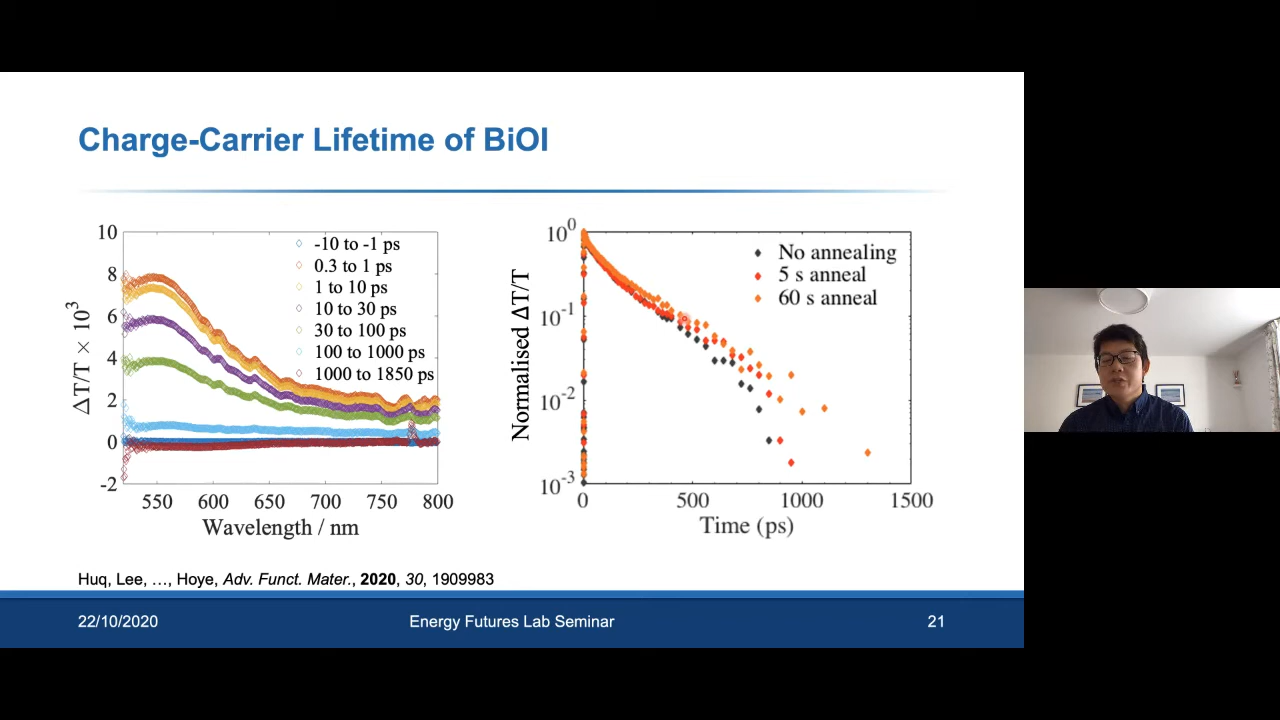 Charge-Carrier Lifetime of BiOI
10
8
6
4
2
0
-2
ΔT/T × 10³
-10 to -1 ps
0.3 to 1 ps
1 to 10 ps
10 to 30 ps
30 to 100 ps
100 to 1000 ps
1000 to 1850 ps
550 600 650 700 750 800
Wavelength / nm
10⁰
10⁻¹
10⁻²
10⁻³
Normalised ΔT/T
No annealing
5 s anneal
60 s anneal
0 500 1000 1500
Time (ps)
Huq, Lee, …, Hoye, Adv. Funct. Mater., 2020, 30, 1909983
22/10/2020 Energy Futures Lab Seminar 21